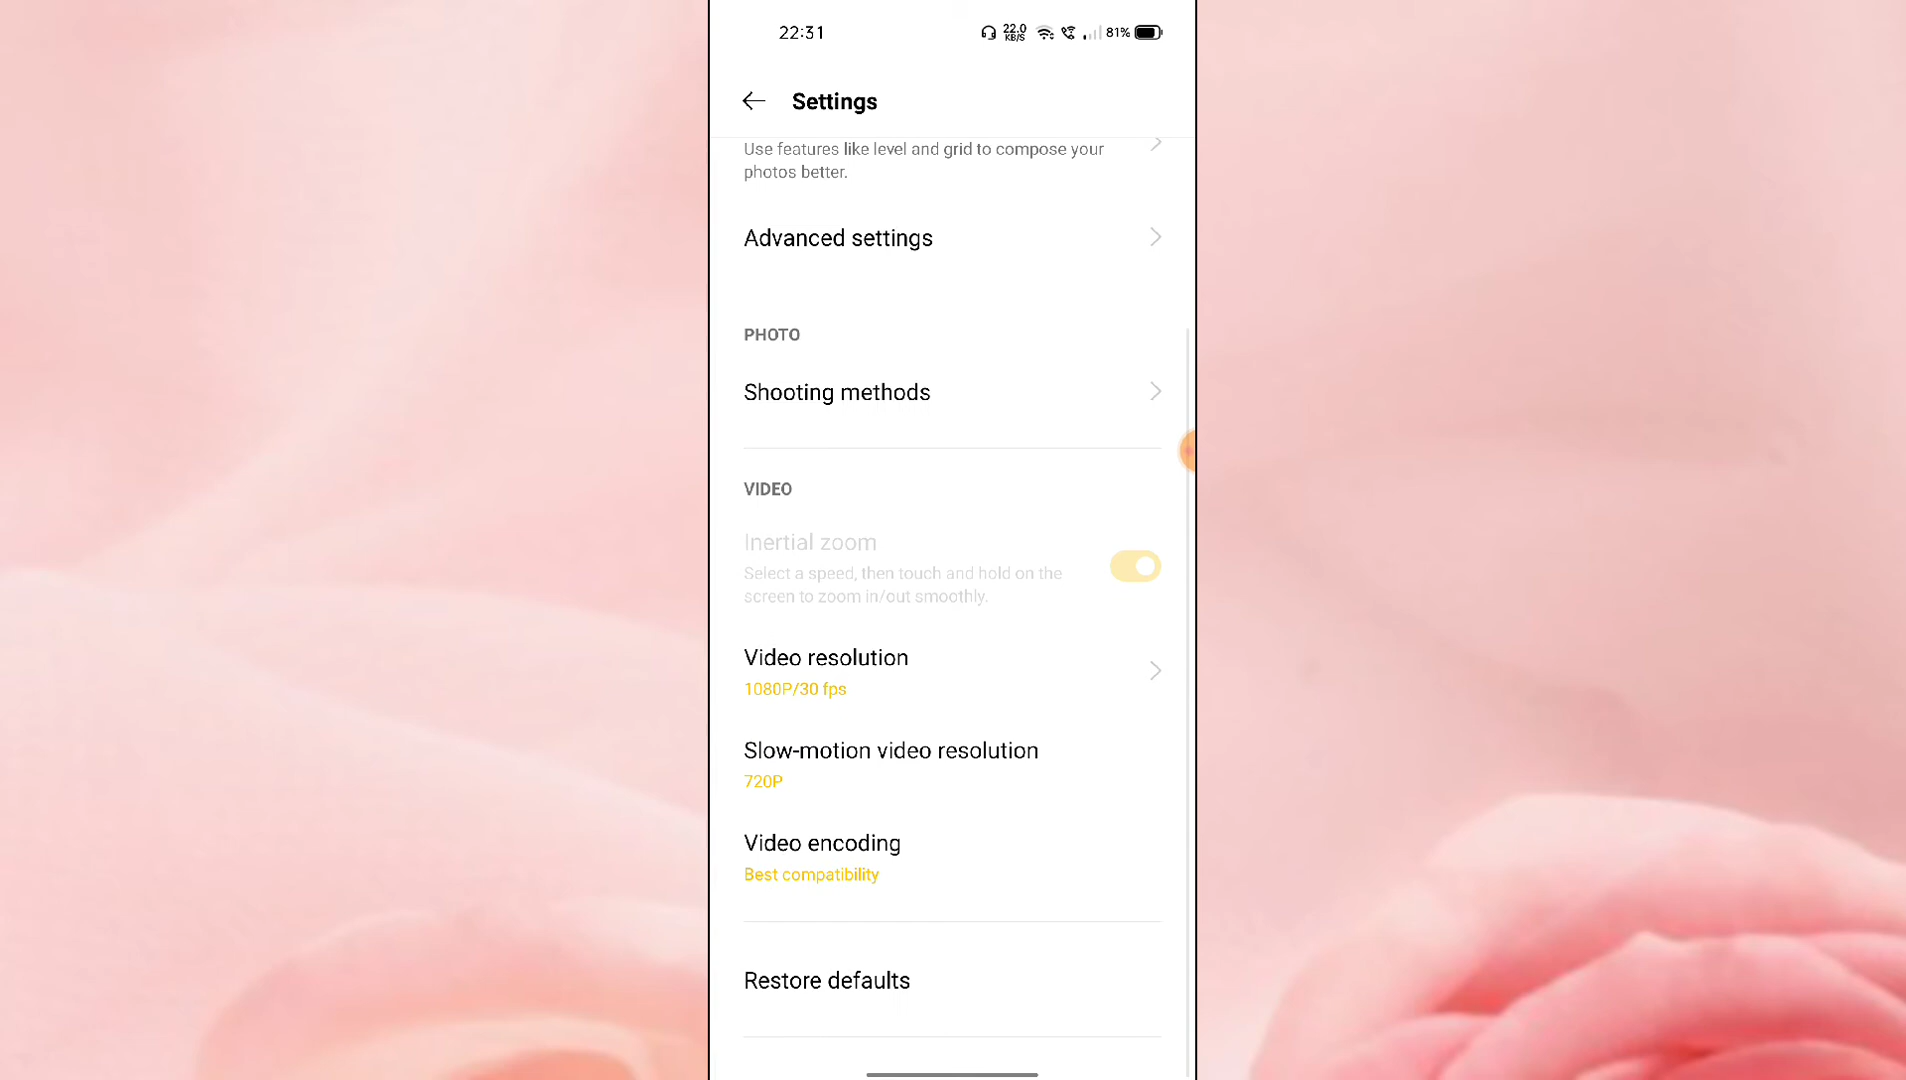 22:31
22.0 KB/S
81%
Settings
Use features like level and grid to compose your
photos better.
Advanced settings
PHOTO
Shooting methods
VIDEO
Inertial zoom
Select a speed, then touch and hold on the
screen to zoom in/out smoothly.
Video resolution
1080P/30 fps
Slow-motion video resolution
720P
Video encoding
Best compatibility
Restore defaults